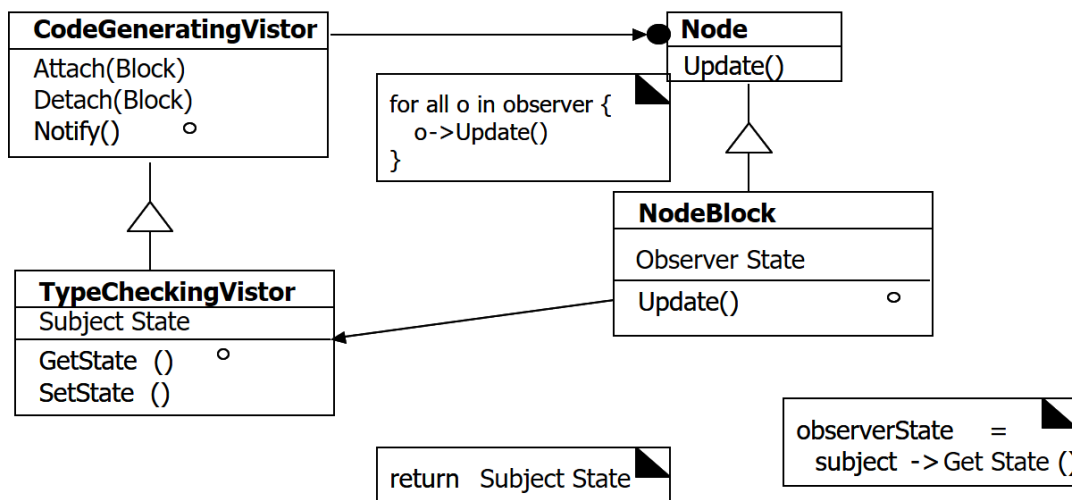 CodeGeneratingVistor
Attach(Block)
Detach(Block)
Notify()
Node
Update()
for all o in observer {
o->Update()
}
NodeBlock
Observer State
Update()
TypeCheckingVistor
Subject State
GetState ()
SetState ()
return Subject State
observerState =
subject -> Get State ()